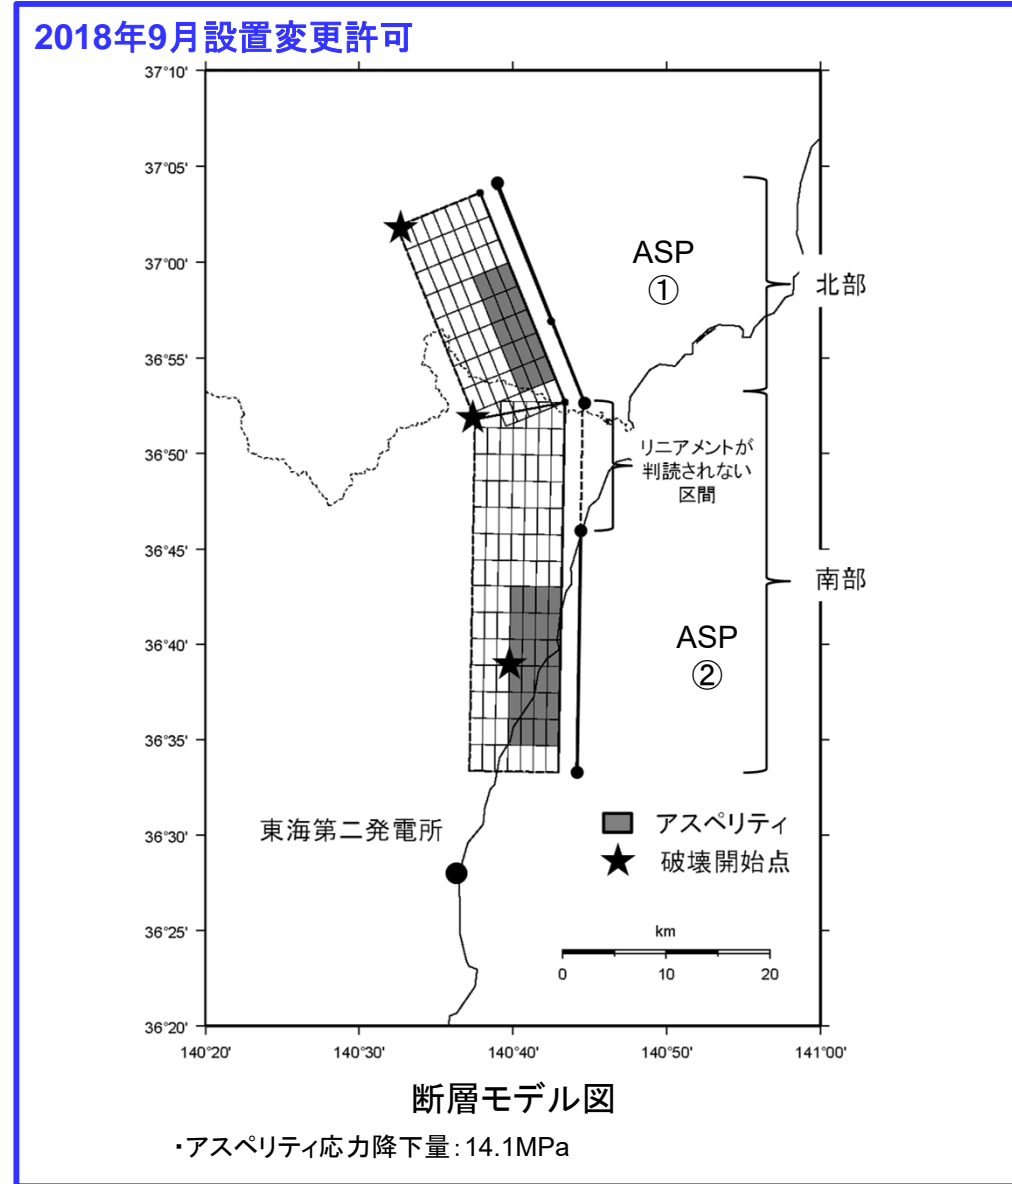 2018年9月設置変更許可
37°10'
37°05'
37°00'
36°55'
36°50'
36°45'
36°40'
36°35'
36°30'
36°25'
36°20'
140°20'
140°30'
140°40'
140°50'
141°00'
ASP
①
北部
リニアメントが
判読されない
区間
南部
ASP
②
東海第二発電所
アスペリティ
破壊開始点
km
0
10
20
断層モデル図
・アスペリティ応力降下量：14.1MPa